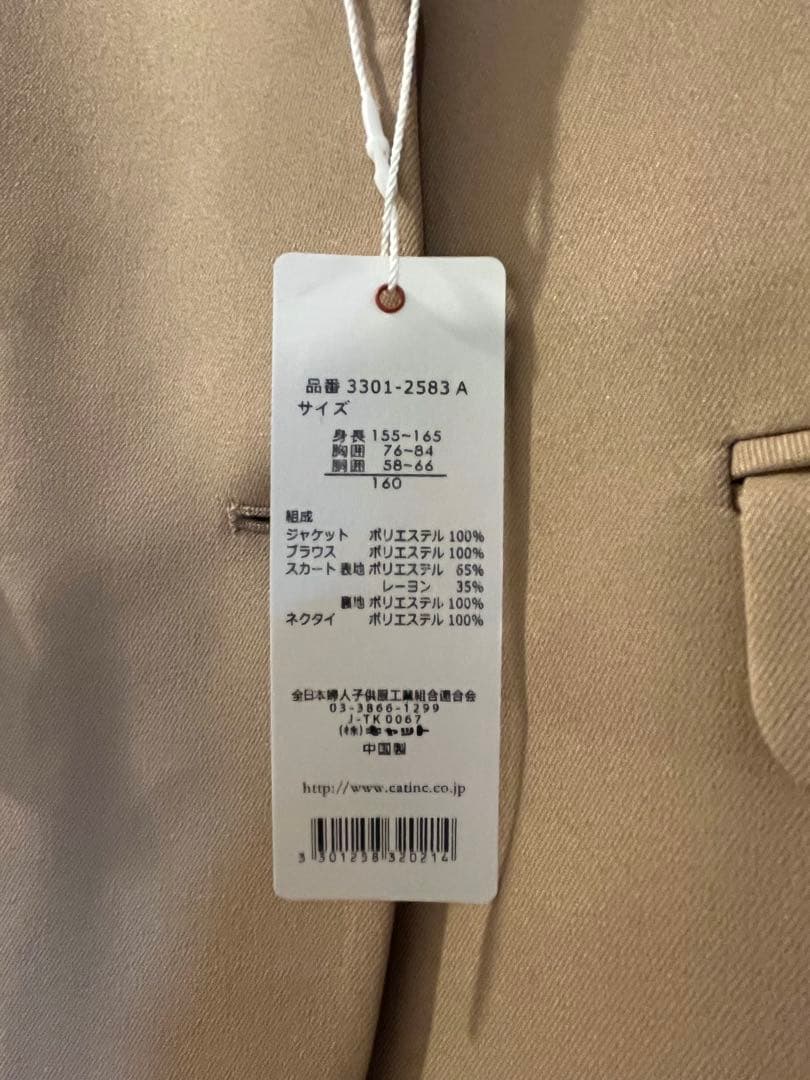 品番 3301-2583 A
サイズ
身長 155~165
胸囲 76~84
胴囲 58~66
160
組成
ジャケット ポリエステル 100%
ブラウス ポリエステル 100%
スカート 表地 ポリエステル 65%
レーヨン 35%
裏地 ポリエステル 100%
ネクタイ ポリエステル 100%
全日本婦人子供服工業組合連合会
03-3866-1299
J-TK0067
(株)キャット
中国製
http://www.catinc.co.jp
3 301298 320214